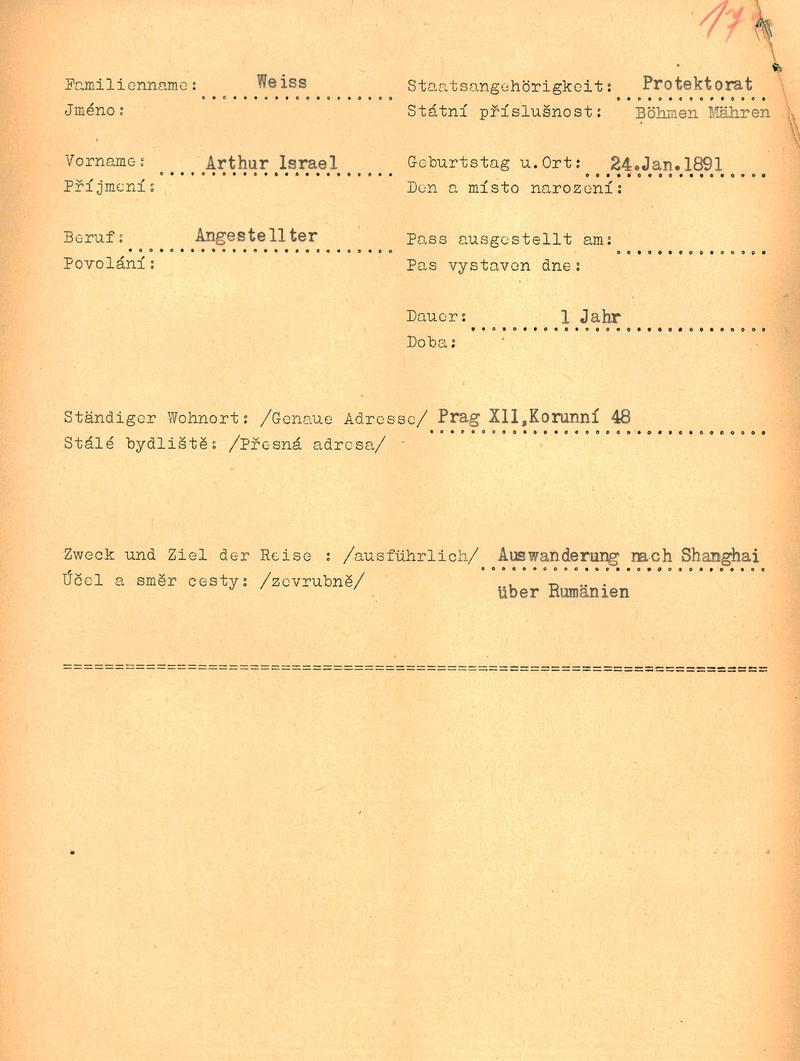 17
Familienname: Weiss
Jméno:
Staatsangehörigkeit: Protektorat
Státní příslušnost: Böhmen Mähren
Vorname: Arthur Israel
Příjmení:
Geburtstag u.Ort: 24.Jan.1891
Den a místo narození:
Beruf: Angestellter
Povolání:
Pass ausgestellt am:
Pas vystaven dne:
Dauer: 1 Jahr
Doba:
Ständiger Wohnort: /Genaue Adresse/ Prag XII,Korunní 48
Stálé bydliště: /Přesná adresa/
Zweck und Ziel der Reise : /ausführlich/ Auswanderung nach Shanghai
Účel a směr cesty: /zevrubně/ über Rumänien